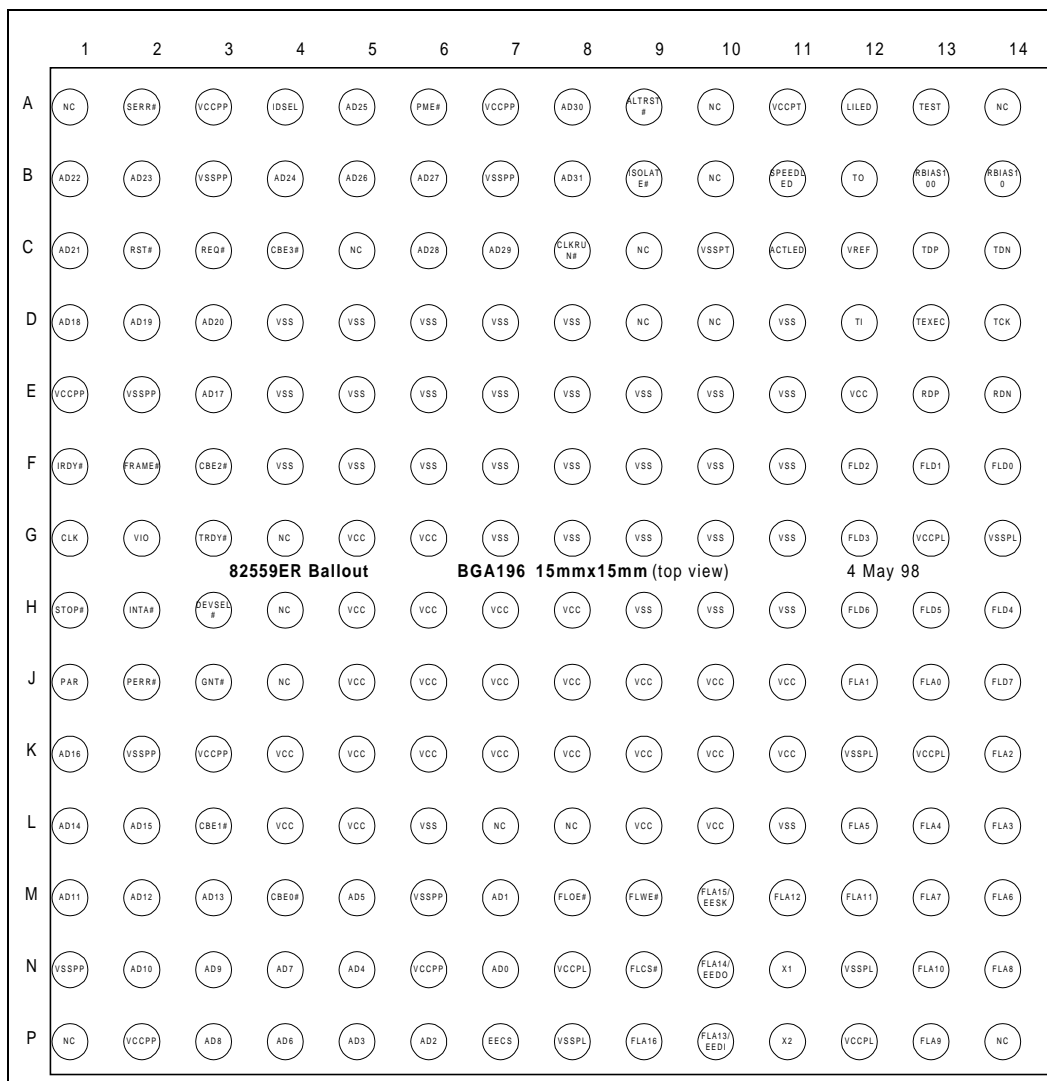 1 2 3 4 5 6 7 8 9 10 11 12 13 14
A NC SERR# VCCPP IDSEL AD25 PME# VCCPP AD30 ALTRST# NC VCCPT LILED TEST NC
B AD22 AD23 VSSPP AD24 AD26 AD27 VSSPP AD31 ISOLATE# NC SPEEDLED TO RBIAS100 RBIAS10
C AD21 RST# REQ# CBE3# NC AD28 AD29 CLKRUN# NC VSSPT ACTLED VREF TDP TDN
D AD18 AD19 AD20 VSS VSS VSS VSS VSS NC NC VSS TI TEXEC TCK
E VCCPP VSSPP AD17 VSS VSS VSS VSS VSS VSS VSS VSS VCC RDP RDN
F IRDY# FRAME# CBE2# VSS VSS VSS VSS VSS VSS VSS VSS FLD2 FLD1 FLD0
G CLK VIO TRDY# NC VCC VCC VSS VSS VSS VSS VSS FLD3 VCCPL VSSPL
82559ER Ballout BGA196 15mmx15mm (top view) 4 May 98
H STOP# INTA# DEVSEL# NC VCC VCC VCC VCC VSS VSS VSS FLD6 FLD5 FLD4
J PAR PERR# GNT# NC VCC VCC VCC VCC VCC VCC VCC FLA1 FLA0 FLD7
K AD16 VSSPP VCCPP VCC VCC VCC VCC VCC VCC VCC VCC VSSPL VCCPL FLA2
L AD14 AD15 CBE1# VCC VCC VSS NC NC VCC VCC VSS FLA5 FLA4 FLA3
M AD11 AD12 AD13 CBE0# AD5 VSSPP AD1 FLOE# FLWE# FLA15/EESK FLA12 FLA11 FLA7 FLA6
N VSSPP AD10 AD9 AD7 AD4 VCCPP AD0 VCCPL FLCS# FLA14/EEDO X1 VSSPL FLA10 FLA8
P NC VCCPP AD8 AD6 AD3 AD2 EECS VSSPL FLA16 FLA13/EEDI X2 VCCPL FLA9 NC